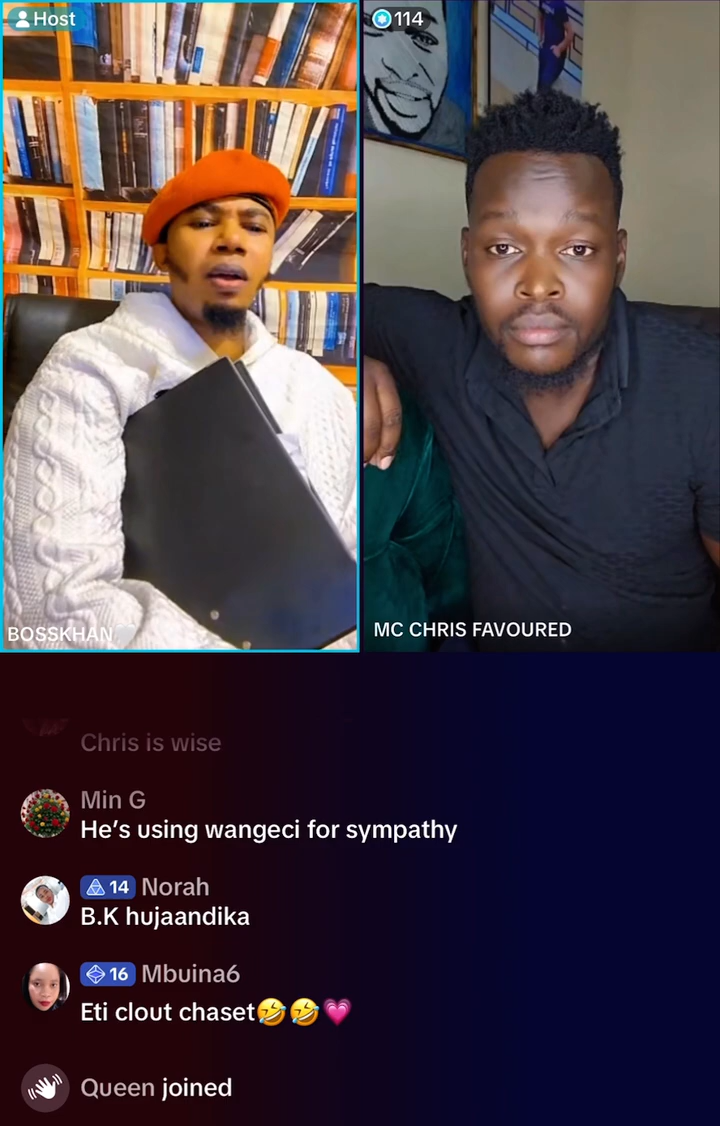 Host
114
BOSSKHAN🤍
MC CHRIS FAVOURED
Chris is wise
Min G
He’s using wangeci for sympathy
14 Norah
B.K hujaandika
16 Mbuina6
Eti clout chaset🤣🤣💗
Queen joined